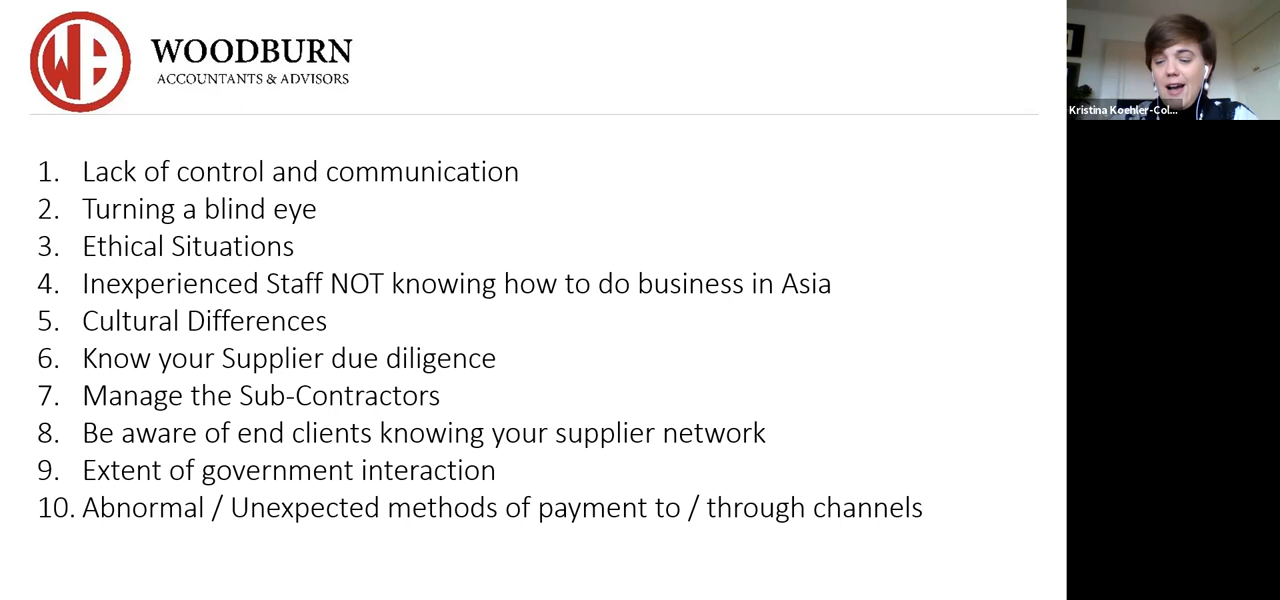 WOODBURN
ACCOUNTANTS & ADVISORS
1. Lack of control and communication
2. Turning a blind eye
3. Ethical Situations
4. Inexperienced Staff NOT knowing how to do business in Asia
5. Cultural Differences
6. Know your Supplier due diligence
7. Manage the Sub-Contractors
8. Be aware of end clients knowing your supplier network
9. Extent of government interaction
10. Abnormal / Unexpected methods of payment to / through channels
Kristina Koehler-Col...